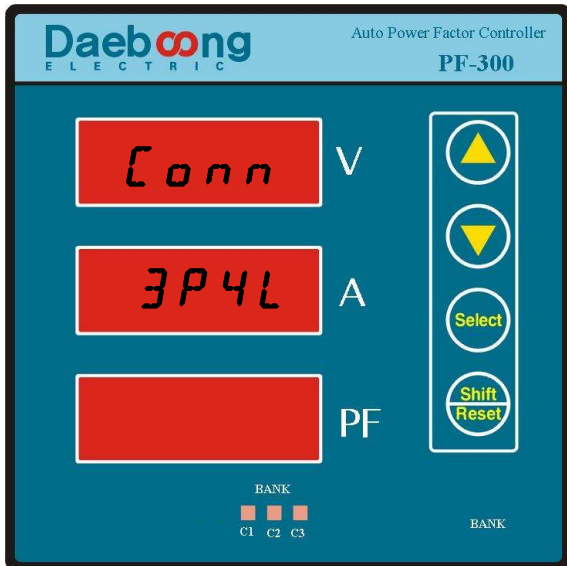 Daeboong
ELECTRIC
Auto Power Factor Controller
PF-300
Conn
V
3P4L
A
PF
Select
Shift
Reset
BANK
C1 C2 C3
BANK